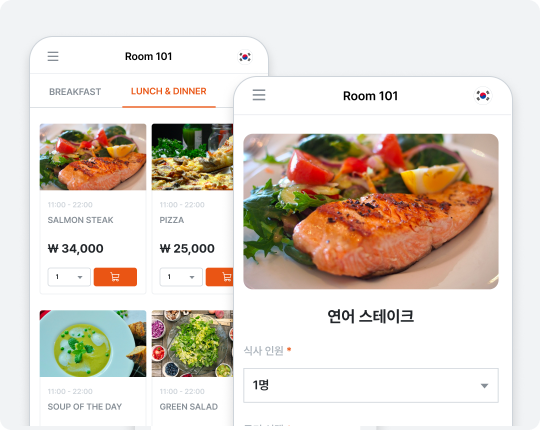 Room 101
BREAKFAST
LUNCH & DINNER
11:00 - 22:00
SALMON STEAK
₩ 34,000
1
11:00 - 22:00
PIZZA
₩ 25,000
1
11:00 - 22:00
SOUP OF THE DAY
11:00 - 22:00
GREEN SALAD
Room 101
연어 스테이크
식사 인원 *
1명